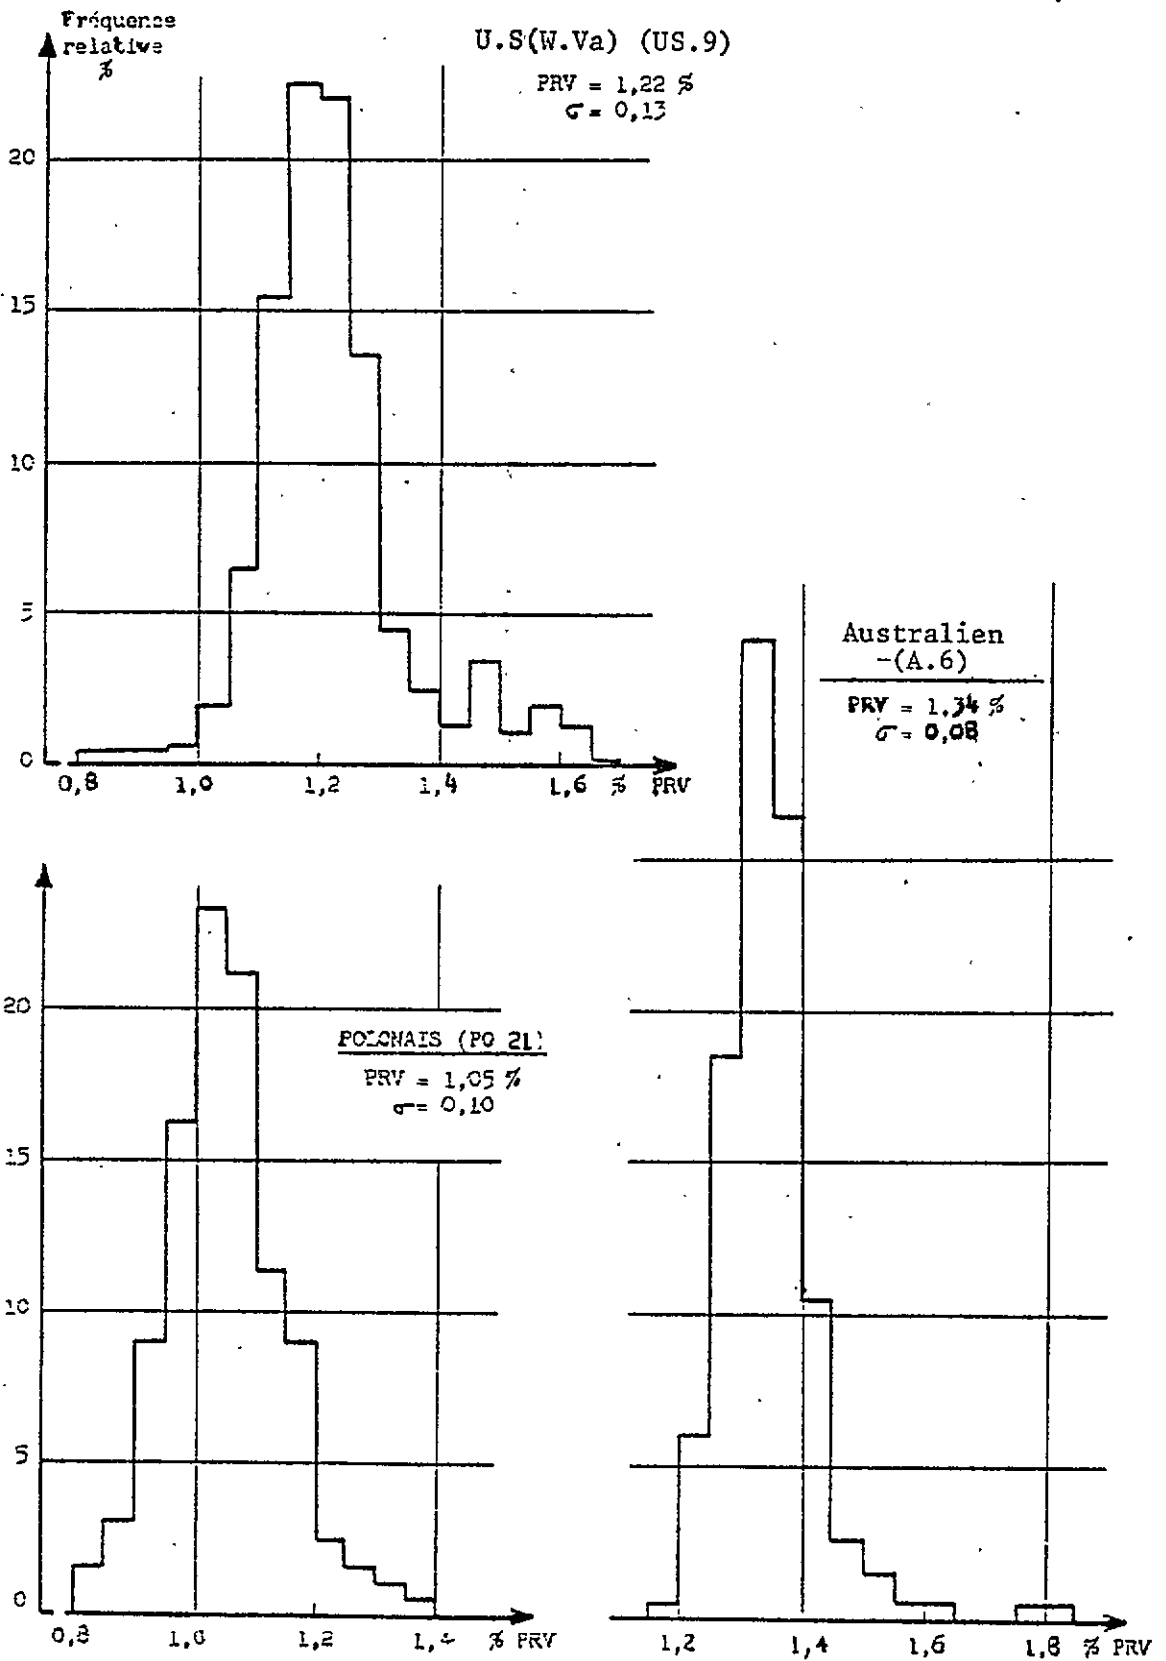 Fréquence
relative
%
U.S(W.Va) (US.9)
PRV = 1,22 %
σ = 0,13
20
15
10
5
0
0,8 1,0 1,2 1,4 1,6 % PRV
Australien
-(A.6)
PRV = 1,34 %
σ = 0,08
20
15
10
5
0
POLONAIS (PO 21)
PRV = 1,05 %
σ = 0,10
0,8 1,0 1,2 1,4 % PRV
1,2 1,4 1,6 1,8 % PRV